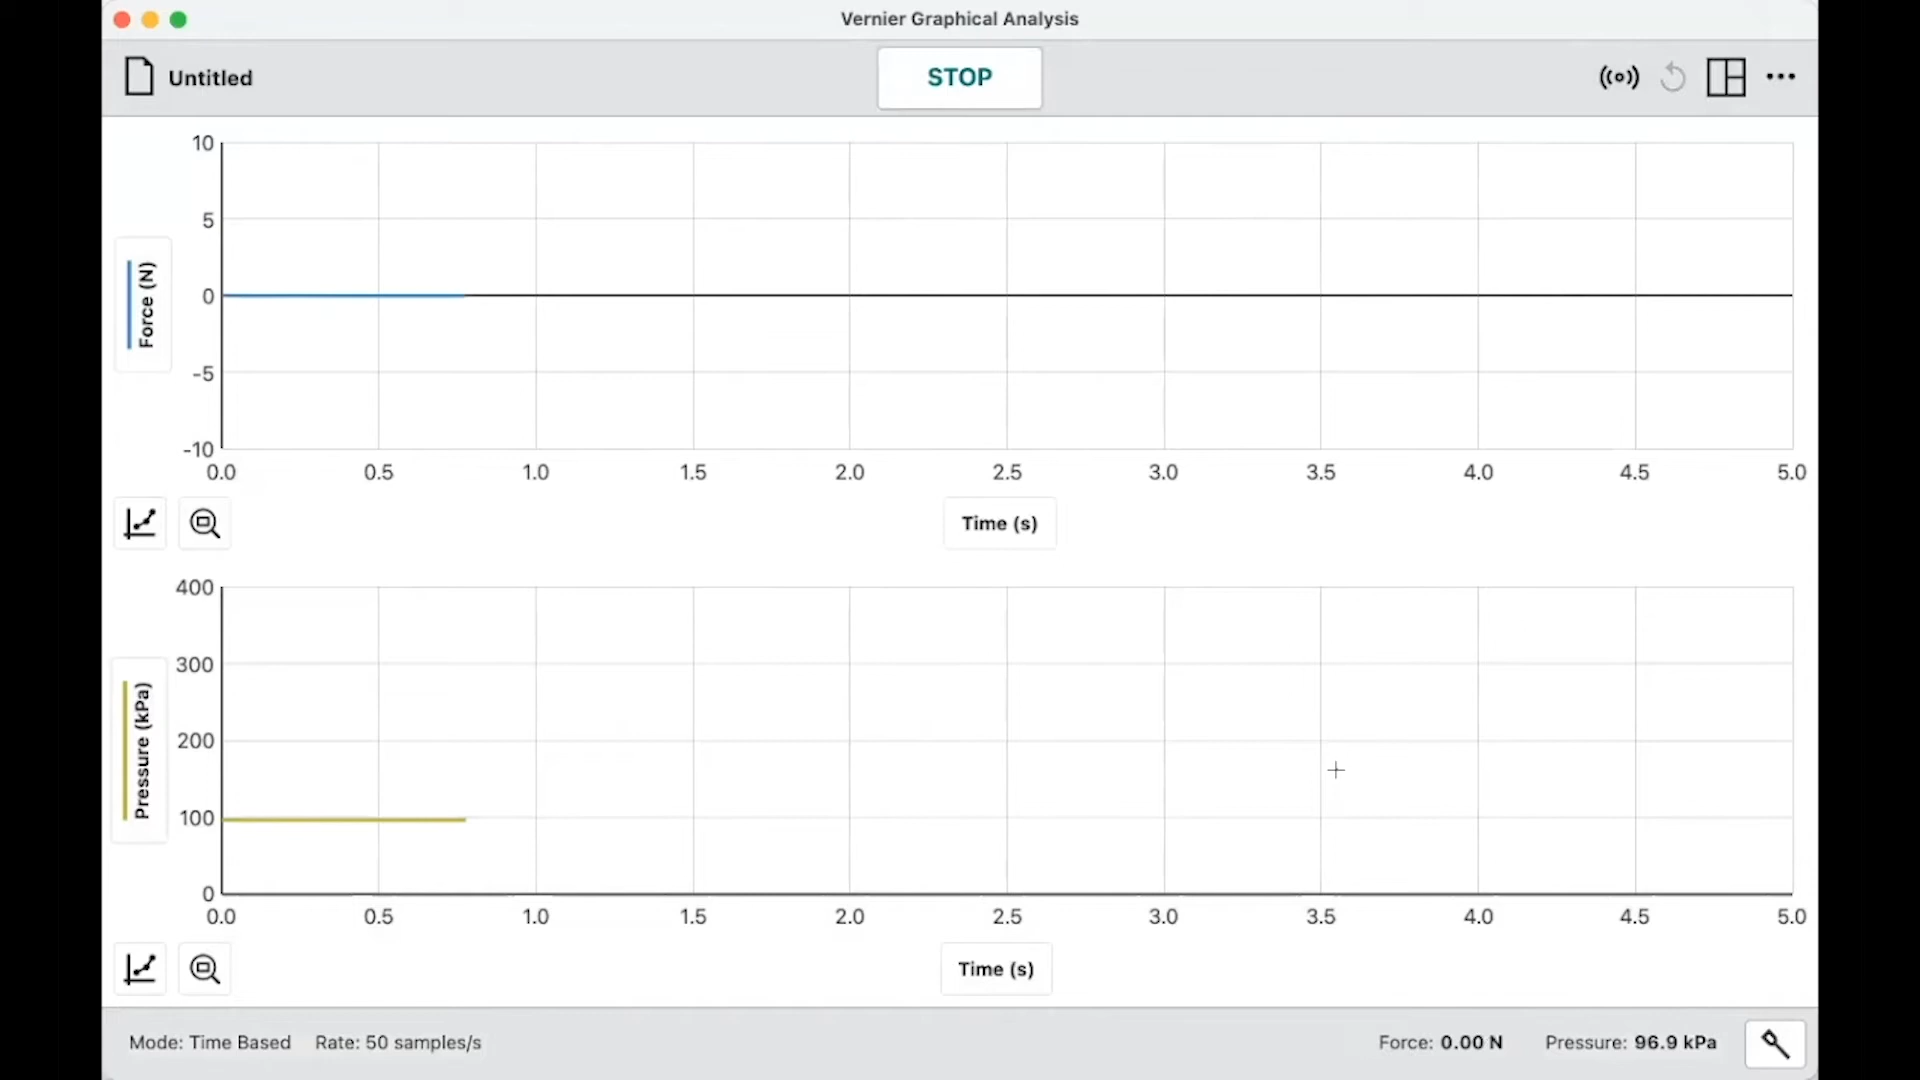 Vernier Graphical Analysis
Untitled
STOP
10
5
0
-5
-10
Force (N)
0.0 0.5 1.0 1.5 2.0 2.5 3.0 3.5 4.0 4.5 5.0
Time (s)
400
300
200
100
0
Pressure (kPa)
0.0 0.5 1.0 1.5 2.0 2.5 3.0 3.5 4.0 4.5 5.0
Time (s)
Mode: Time Based Rate: 50 samples/s Force: 0.00 N Pressure: 96.9 kPa